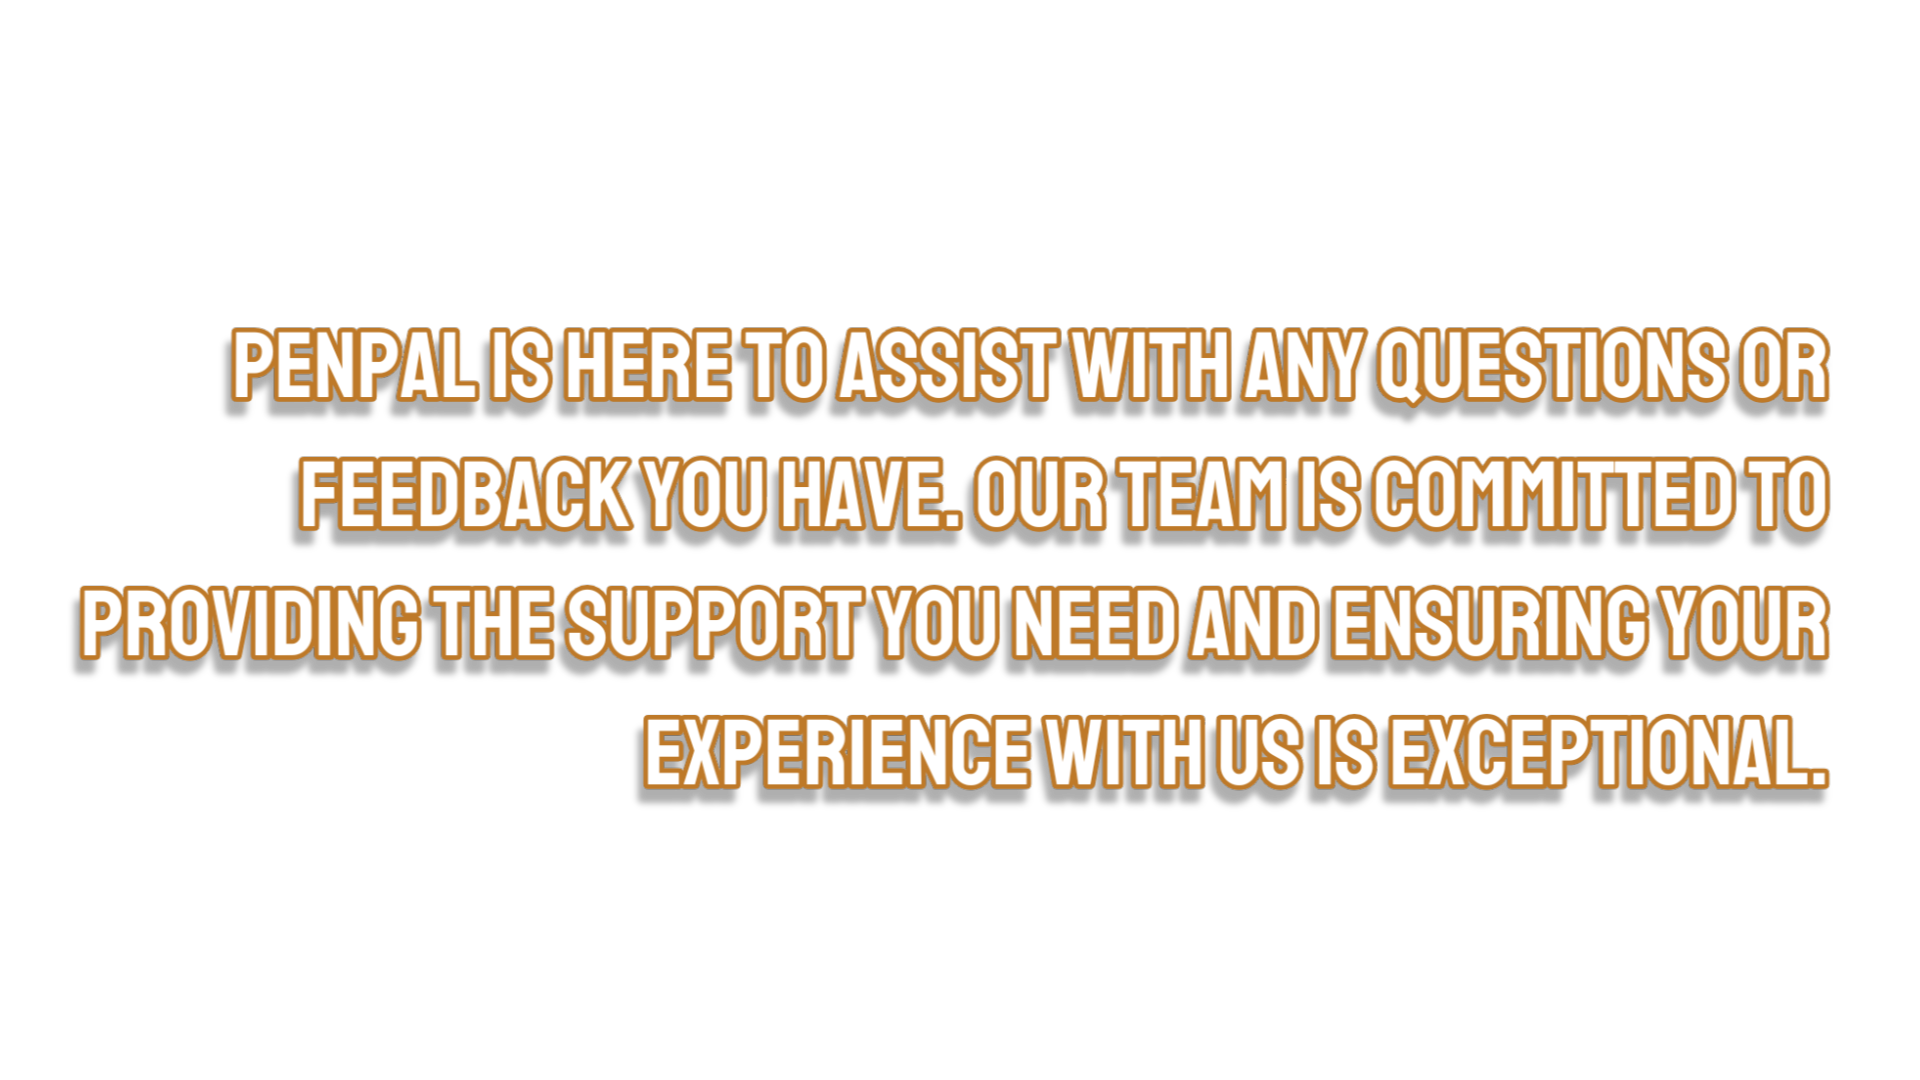 PENPAL IS HERE TO ASSIST WITH ANY QUESTIONS OR
FEEDBACK YOU HAVE. OUR TEAM IS COMMITTED TO
PROVIDING THE SUPPORT YOU NEED AND ENSURING YOUR
EXPERIENCE WITH US IS EXCEPTIONAL.